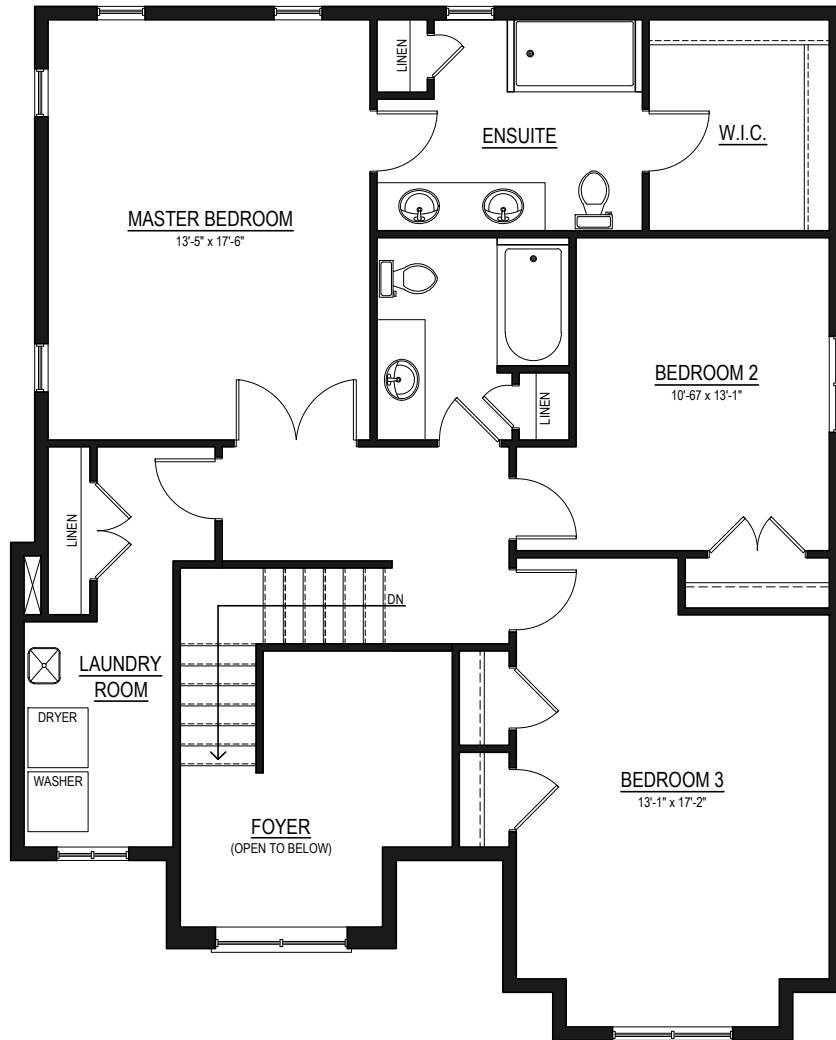 LINEN
ENSUITE
W.I.C.
MASTER BEDROOM
13'-5" x 17'-6"
BEDROOM 2
10'-67 x 13'-1"
LINEN
LINEN
DN
LAUNDRY
ROOM
DRYER
WASHER
FOYER
(OPEN TO BELOW)
BEDROOM 3
13'-1" x 17'-2"